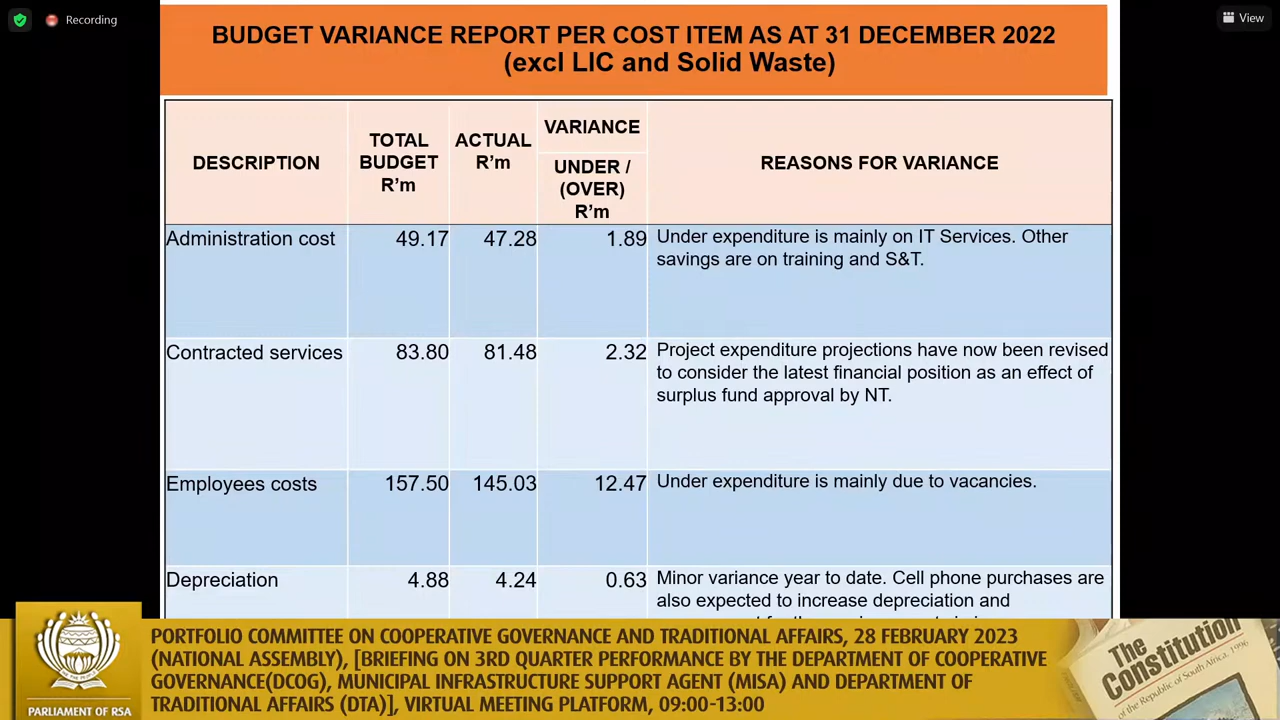 Recording
View
BUDGET VARIANCE REPORT PER COST ITEM AS AT 31 DECEMBER 2022
(excl LIC and Solid Waste)
DESCRIPTION
TOTAL
BUDGET
R'm
ACTUAL
R'm
VARIANCE
UNDER /
(OVER)
R'm
REASONS FOR VARIANCE
Administration cost 49.17 47.28 1.89 Under expenditure is mainly on IT Services. Other
savings are on training and S&T.
Contracted services 83.80 81.48 2.32 Project expenditure projections have now been revised
to consider the latest financial position as an effect of
surplus fund approval by NT.
Employees costs 157.50 145.03 12.47 Under expenditure is mainly due to vacancies.
Depreciation 4.88 4.24 0.63 Minor variance year to date. Cell phone purchases are
also expected to increase depreciation and
PORTFOLIO COMMITTEE ON COOPERATIVE GOVERNANCE AND TRADITIONAL AFFAIRS, 28 FEBRUARY 2023
(NATIONAL ASSEMBLY), [BRIEFING ON 3RD QUARTER PERFORMANCE BY THE DEPARTMENT OF COOPERATIVE
GOVERNANCE(DCOG), MUNICIPAL INFRASTRUCTURE SUPPORT AGENT (MISA) AND DEPARTMENT OF
TRADITIONAL AFFAIRS (DTA)], VIRTUAL MEETING PLATFORM, 09:00-13:00
PARLIAMENT OF RSA
The
Constitution
of the Republic of South Africa, 1996